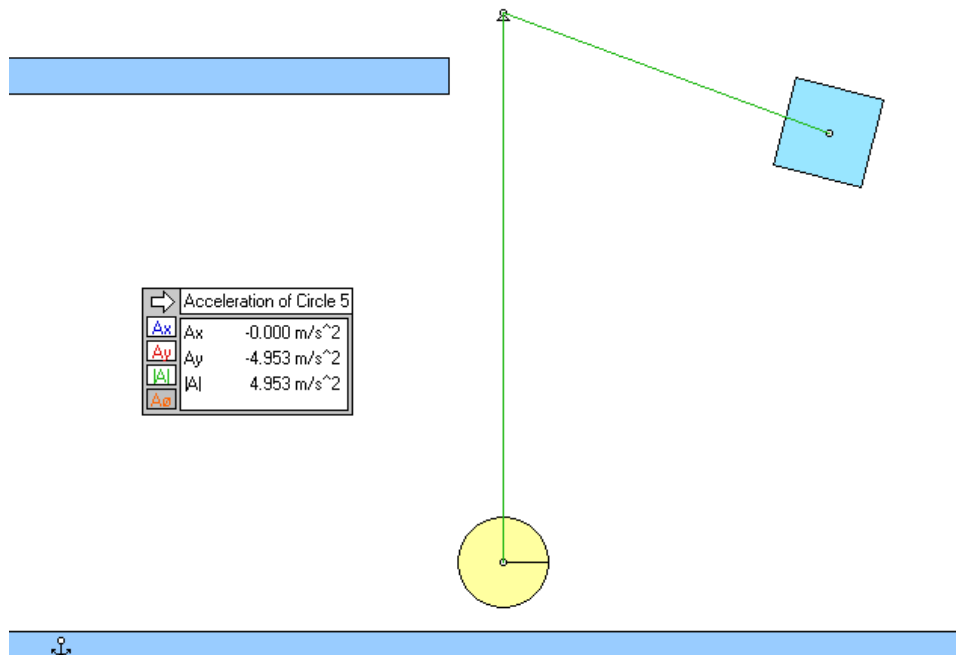 Acceleration of Circle 5
Ax Ax -0.000 m/s^2
Ay Ay -4.953 m/s^2
|A| |A| 4.953 m/s^2
Aø